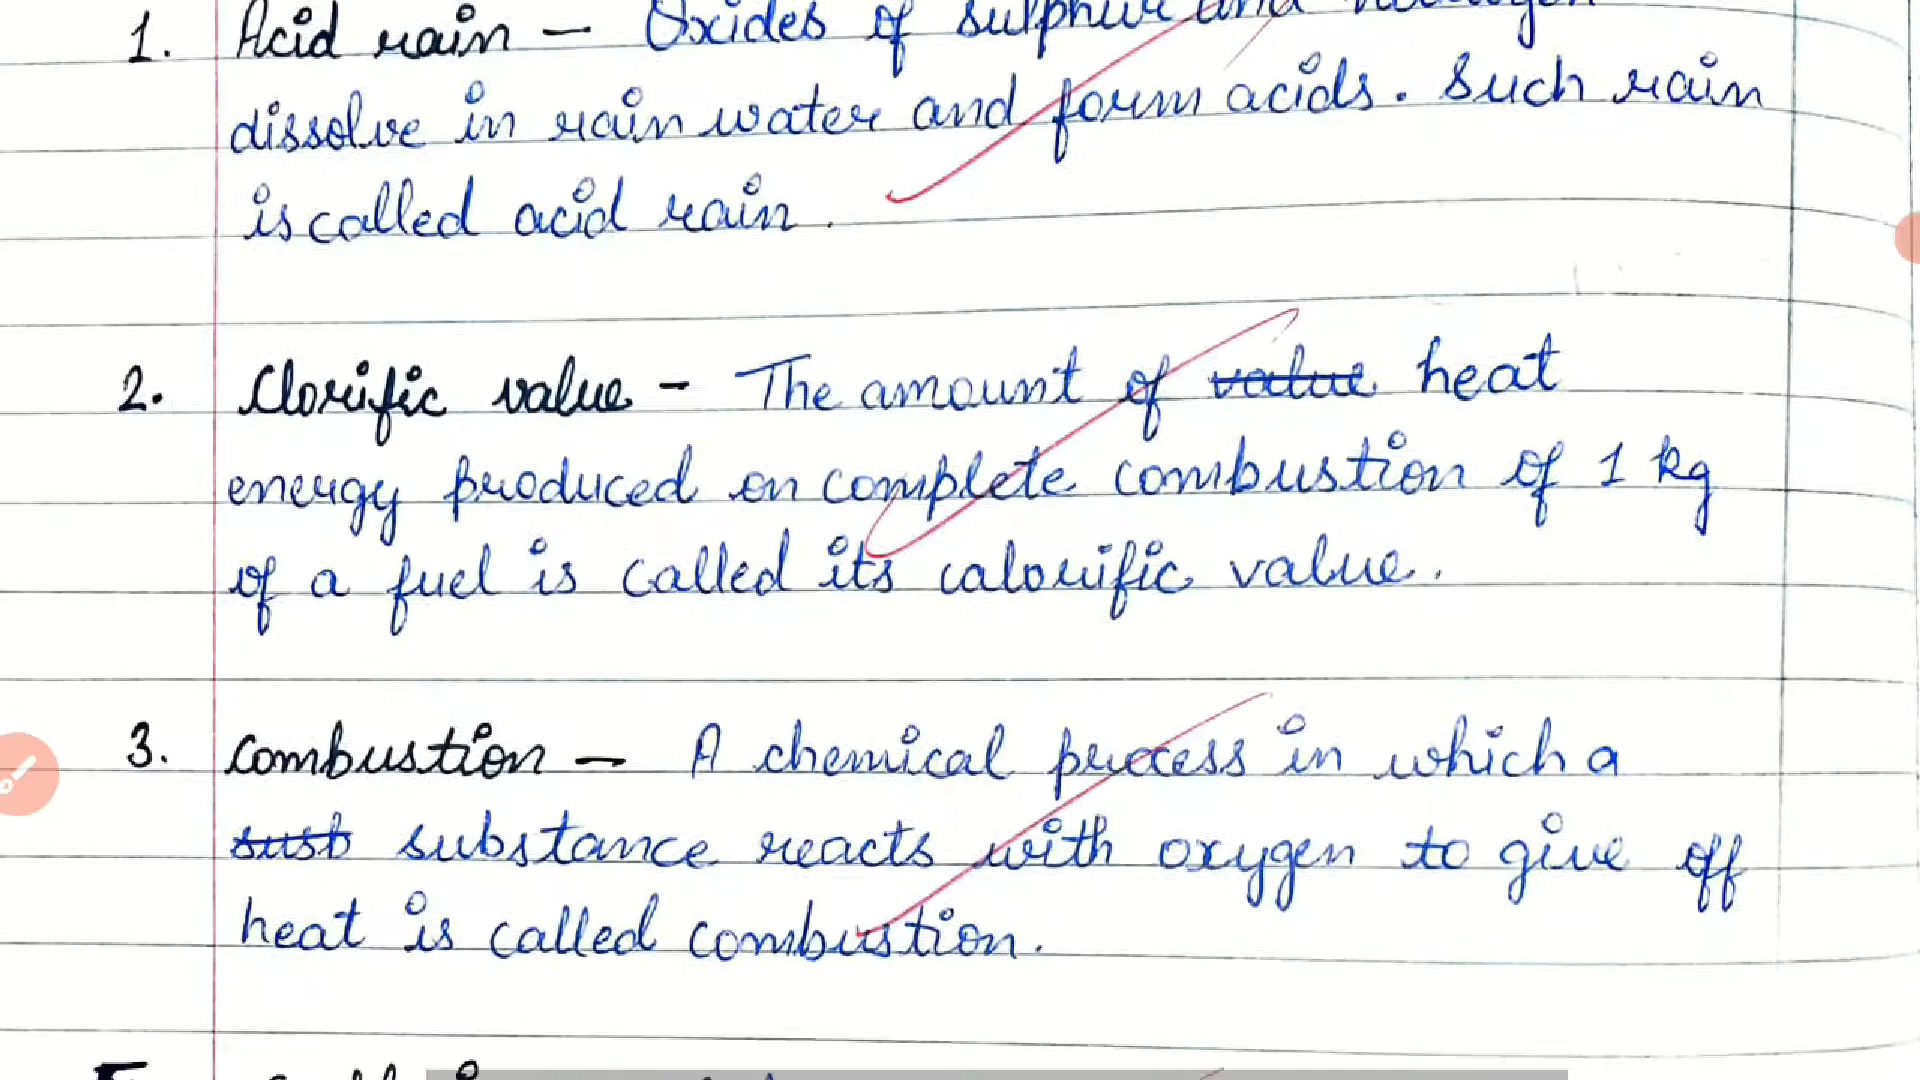 1. Acid rain – Oxides of sulphur and
dissolve in rain water and form acids. Such rain
is called acid rain.
2. Clorific value – The amount of value heat
energy produced on complete combustion of 1 kg
of a fuel is called its calorific value.
3. Combustion – A chemical process in which a
susb substance reacts with oxygen to give off
heat is called combustion.